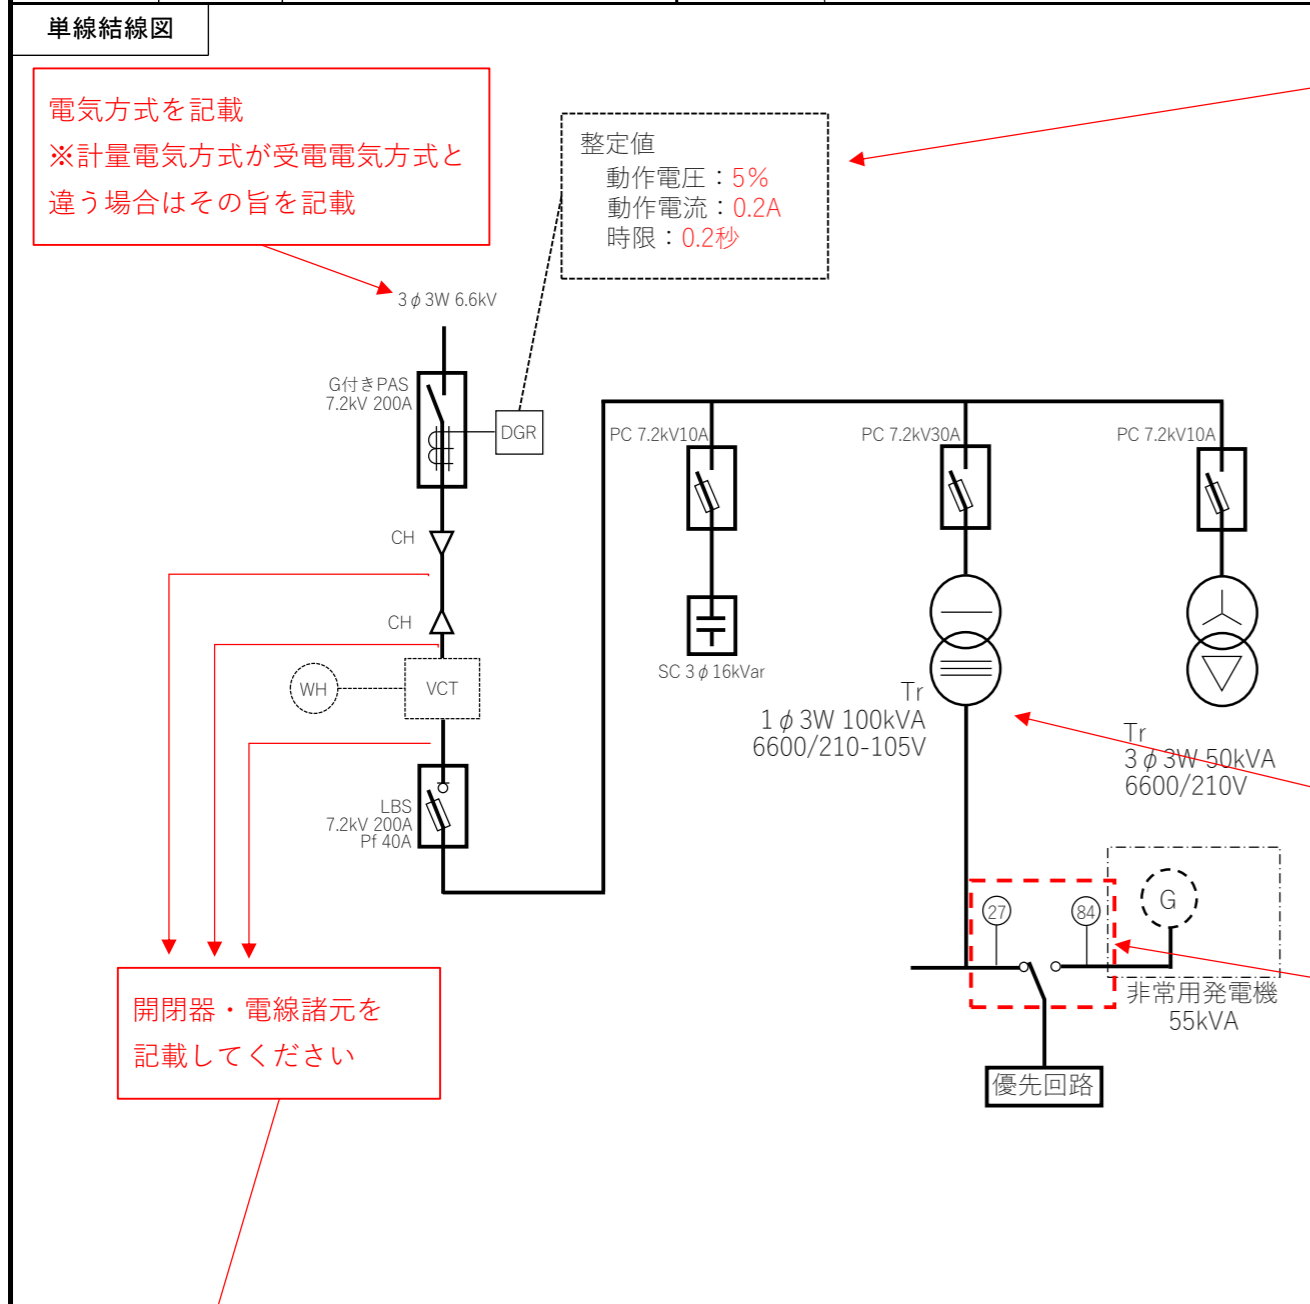 単線結線図
電気方式を記載
※計量電気方式が受電電気方式と
違う場合はその旨を記載
整定値
動作電圧：5%
動作電流：0.2A
時限：0.2秒
3φ3W 6.6kV
G付きPAS
7.2kV 200A
DGR
PC 7.2kV10A
PC 7.2kV30A
PC 7.2kV10A
CH
CH
WH
VCT
SC 3φ16kVar
Tr
1φ3W 100kVA
6600/210-105V
Tr
3φ3W 50kVA
6600/210V
LBS
7.2kV 200A
Pf 40A
27
84
G
非常用発電機
55kVA
開閉器・電線諸元を
記載してください
優先回路